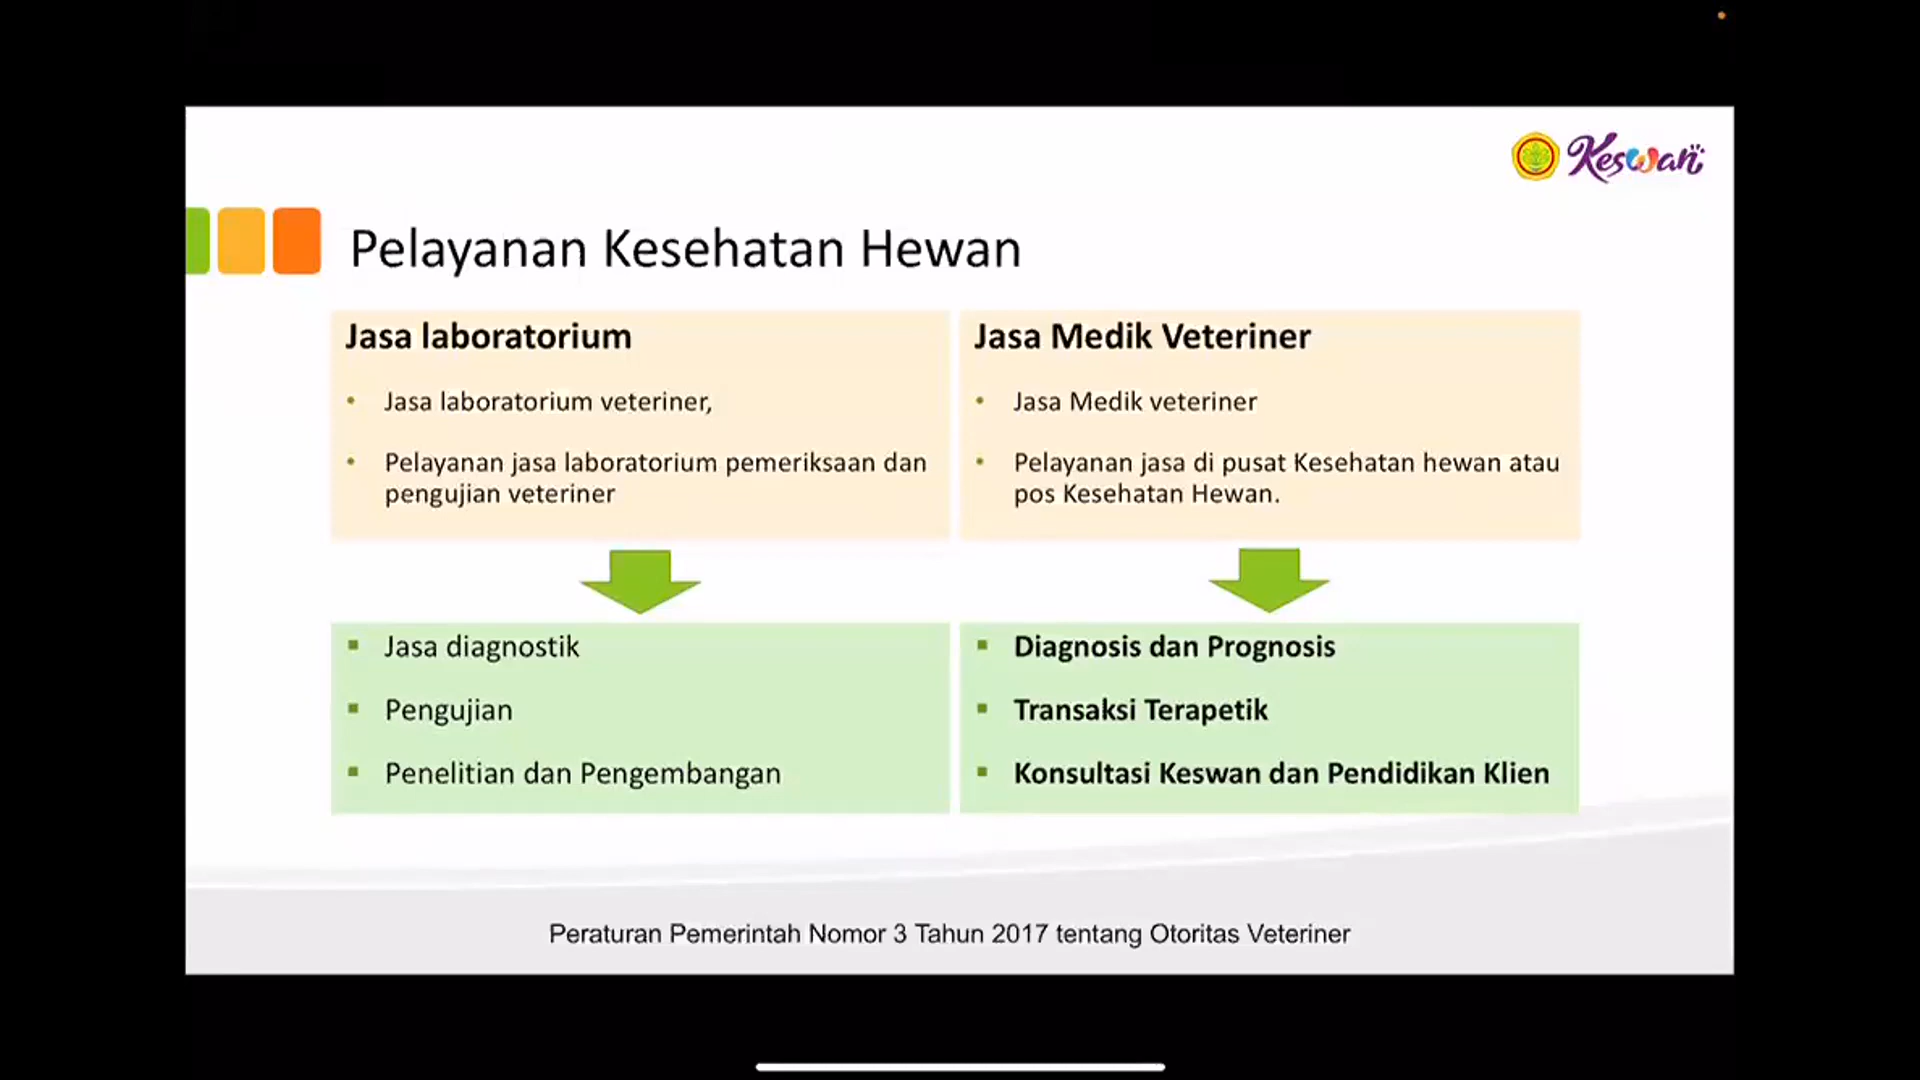 Keswan
Pelayanan Kesehatan Hewan
Jasa laboratorium
• Jasa laboratorium veteriner,
• Pelayanan jasa laboratorium pemeriksaan dan
pengujian veteriner
Jasa Medik Veteriner
• Jasa Medik veteriner
• Pelayanan jasa di pusat Kesehatan hewan atau
pos Kesehatan Hewan.
▪ Jasa diagnostik
▪ Pengujian
▪ Penelitian dan Pengembangan
▪ Diagnosis dan Prognosis
▪ Transaksi Terapetik
▪ Konsultasi Keswan dan Pendidikan Klien
Peraturan Pemerintah Nomor 3 Tahun 2017 tentang Otoritas Veteriner